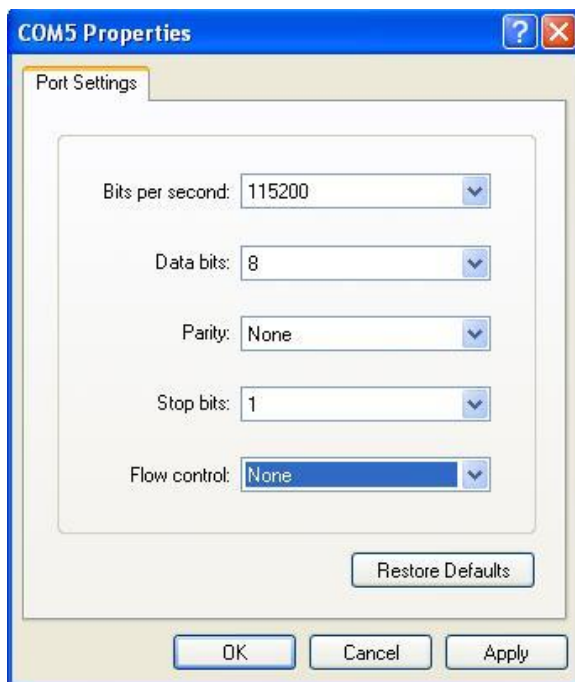 COM5 Properties
Port Settings
Bits per second: 115200
Data bits: 8
Parity: None
Stop bits: 1
Flow control: None
Restore Defaults
OK Cancel Apply